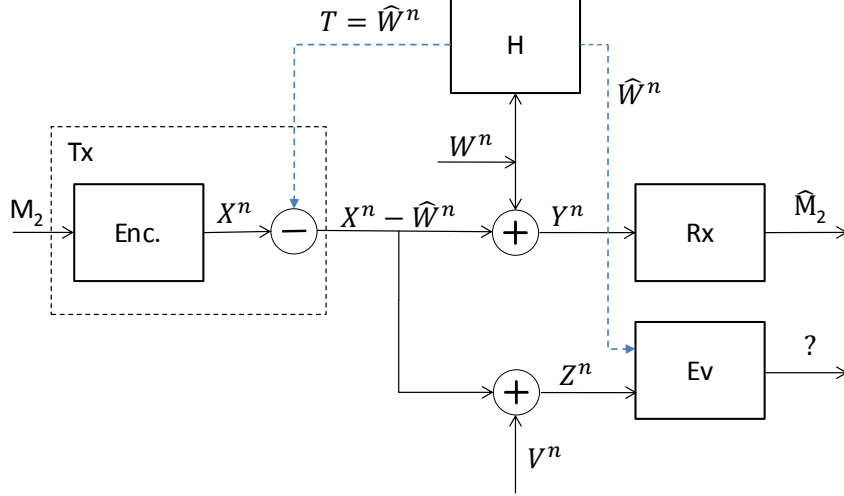 T = Ŵⁿ
H
Ŵⁿ
Tx
Wⁿ
M₂
Enc.
Xⁿ
−
Xⁿ − Ŵⁿ
+
Yⁿ
Rx
M̂₂
+
Zⁿ
Ev
?
Vⁿ